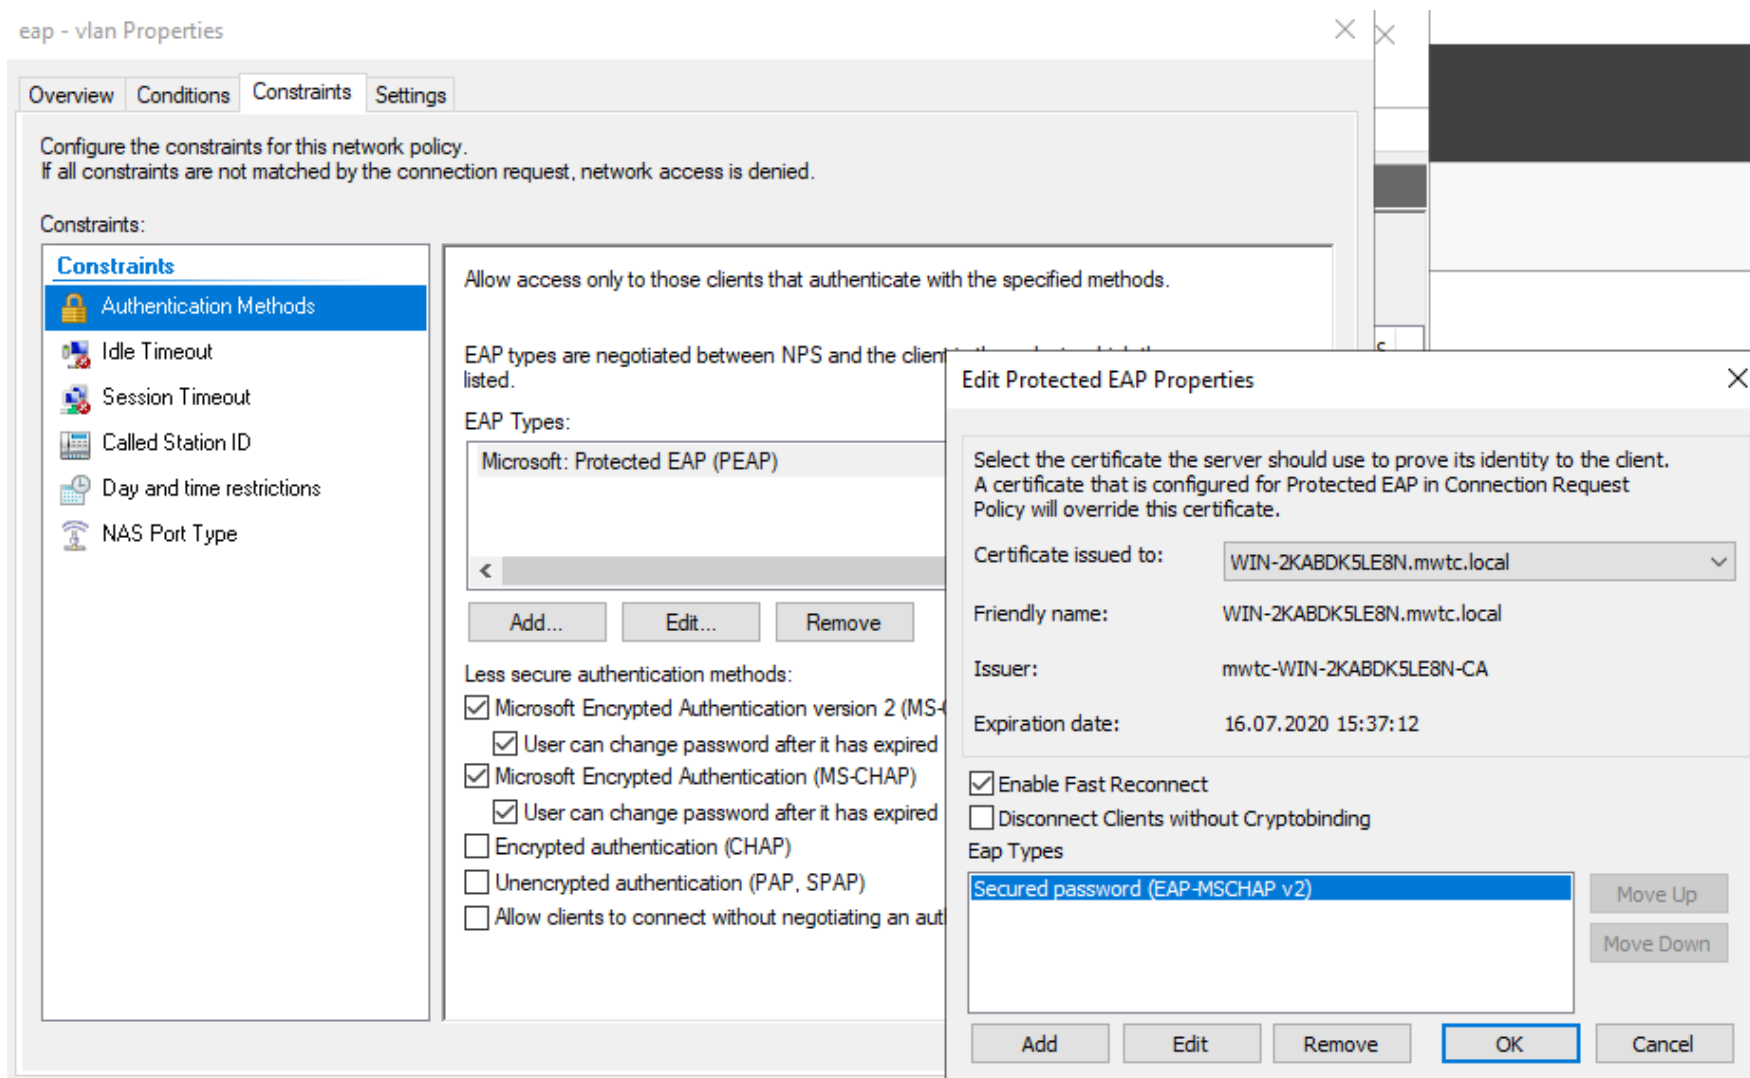 eap - vlan Properties
Overview
Conditions
Constraints
Settings
Configure the constraints for this network policy.
If all constraints are not matched by the connection request, network access is denied.
Constraints:
Constraints
Authentication Methods
Idle Timeout
Session Timeout
Called Station ID
Day and time restrictions
NAS Port Type
Allow access only to those clients that authenticate with the specified methods.
EAP types are negotiated between NPS and the client
listed.
EAP Types:
Microsoft: Protected EAP (PEAP)
Add...
Edit...
Remove
Less secure authentication methods:
Microsoft Encrypted Authentication version 2 (MS-
User can change password after it has expired
Microsoft Encrypted Authentication (MS-CHAP)
User can change password after it has expired
Encrypted authentication (CHAP)
Unencrypted authentication (PAP, SPAP)
Allow clients to connect without negotiating an
Edit Protected EAP Properties
Select the certificate the server should use to prove its identity to the client.
A certificate that is configured for Protected EAP in Connection Request
Policy will override this certificate.
Certificate issued to:
WIN-2KABDK5LE8N.mwtc.local
Friendly name:
WIN-2KABDK5LE8N.mwtc.local
Issuer:
mwtc-WIN-2KABDK5LE8N-CA
Expiration date:
16.07.2020 15:37:12
Enable Fast Reconnect
Disconnect Clients without Cryptobinding
Eap Types
Secured password (EAP-MSCHAP v2)
Move Up
Move Down
Add
Edit
Remove
OK
Cancel